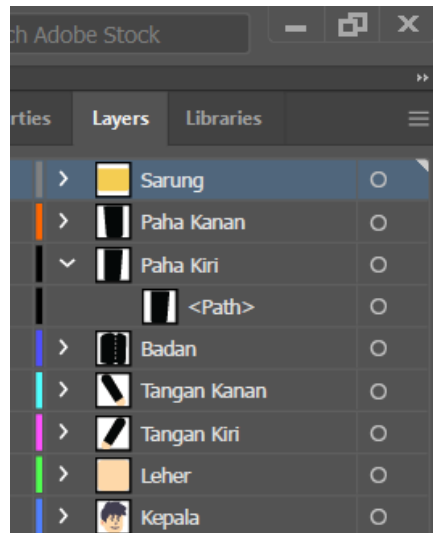 ch Adobe Stock
rties Layers Libraries
Sarung
Paha Kanan
Paha Kiri
<Path>
Badan
Tangan Kanan
Tangan Kiri
Leher
Kepala